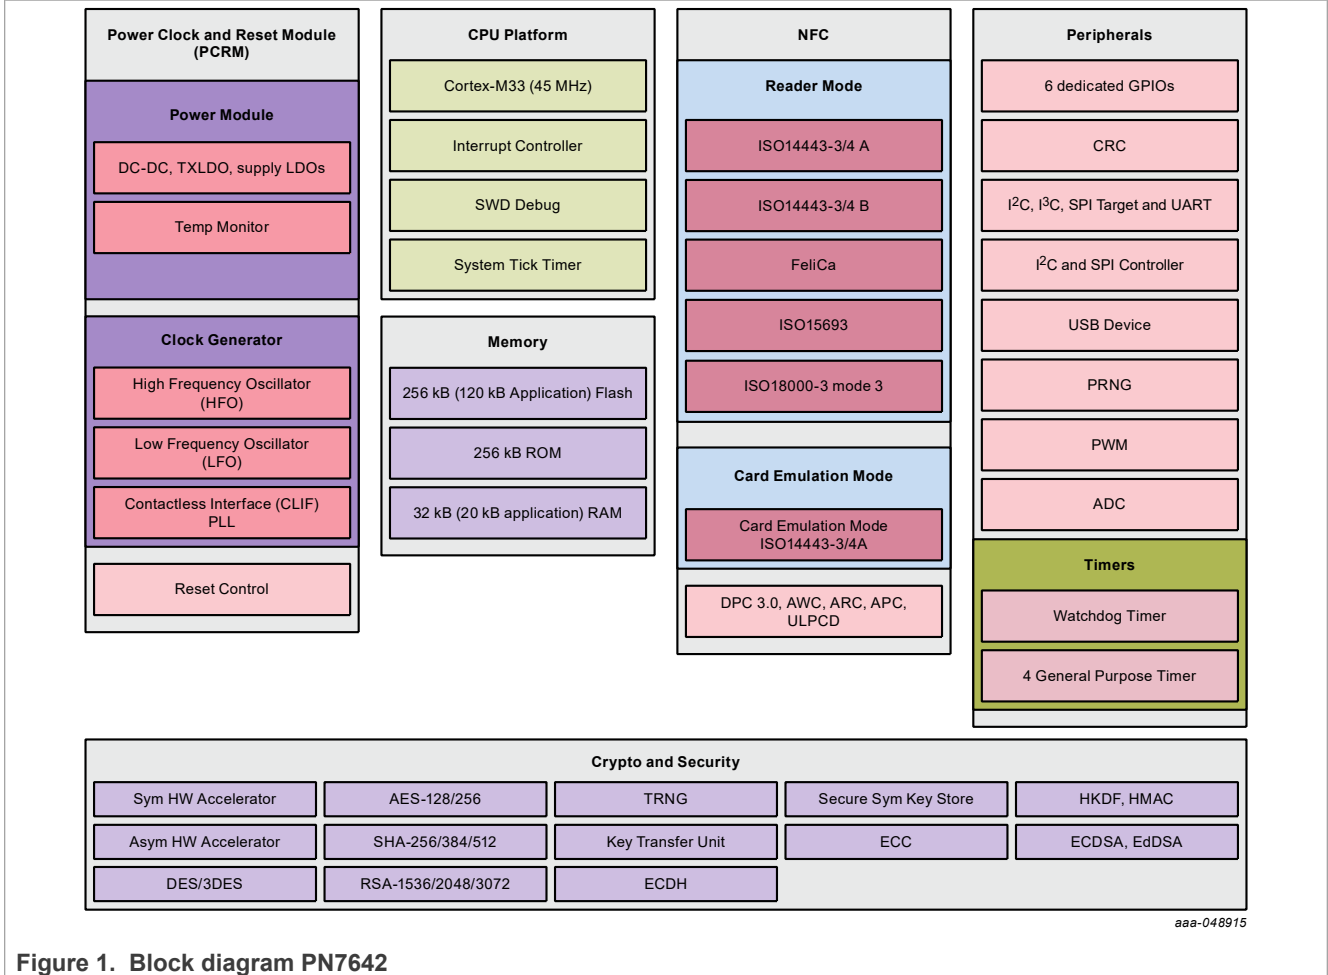 Power Clock and Reset Module
(PCRM)
Power Module
DC-DC, TXLDO, supply LDOs
Temp Monitor
Clock Generator
High Frequency Oscillator
(HFO)
Low Frequency Oscillator
(LFO)
Contactless Interface (CLIF)
PLL
Reset Control
CPU Platform
Cortex-M33 (45 MHz)
Interrupt Controller
SWD Debug
System Tick Timer
Memory
256 kB (120 kB Application) Flash
256 kB ROM
32 kB (20 kB application) RAM
NFC
Reader Mode
ISO14443-3/4 A
ISO14443-3/4 B
FeliCa
ISO15693
ISO18000-3 mode 3
Card Emulation Mode
Card Emulation Mode
ISO14443-3/4A
DPC 3.0, AWC, ARC, APC,
ULPCD
Peripherals
6 dedicated GPIOs
CRC
I²C, I³C, SPI Target and UART
I²C and SPI Controller
USB Device
PRNG
PWM
ADC
Timers
Watchdog Timer
4 General Purpose Timer
Crypto and Security
Sym HW Accelerator
AES-128/256
TRNG
Secure Sym Key Store
HKDF, HMAC
Asym HW Accelerator
SHA-256/384/512
Key Transfer Unit
ECC
ECDSA, EdDSA
DES/3DES
RSA-1536/2048/3072
ECDH
aaa-048915
Figure 1. Block diagram PN7642